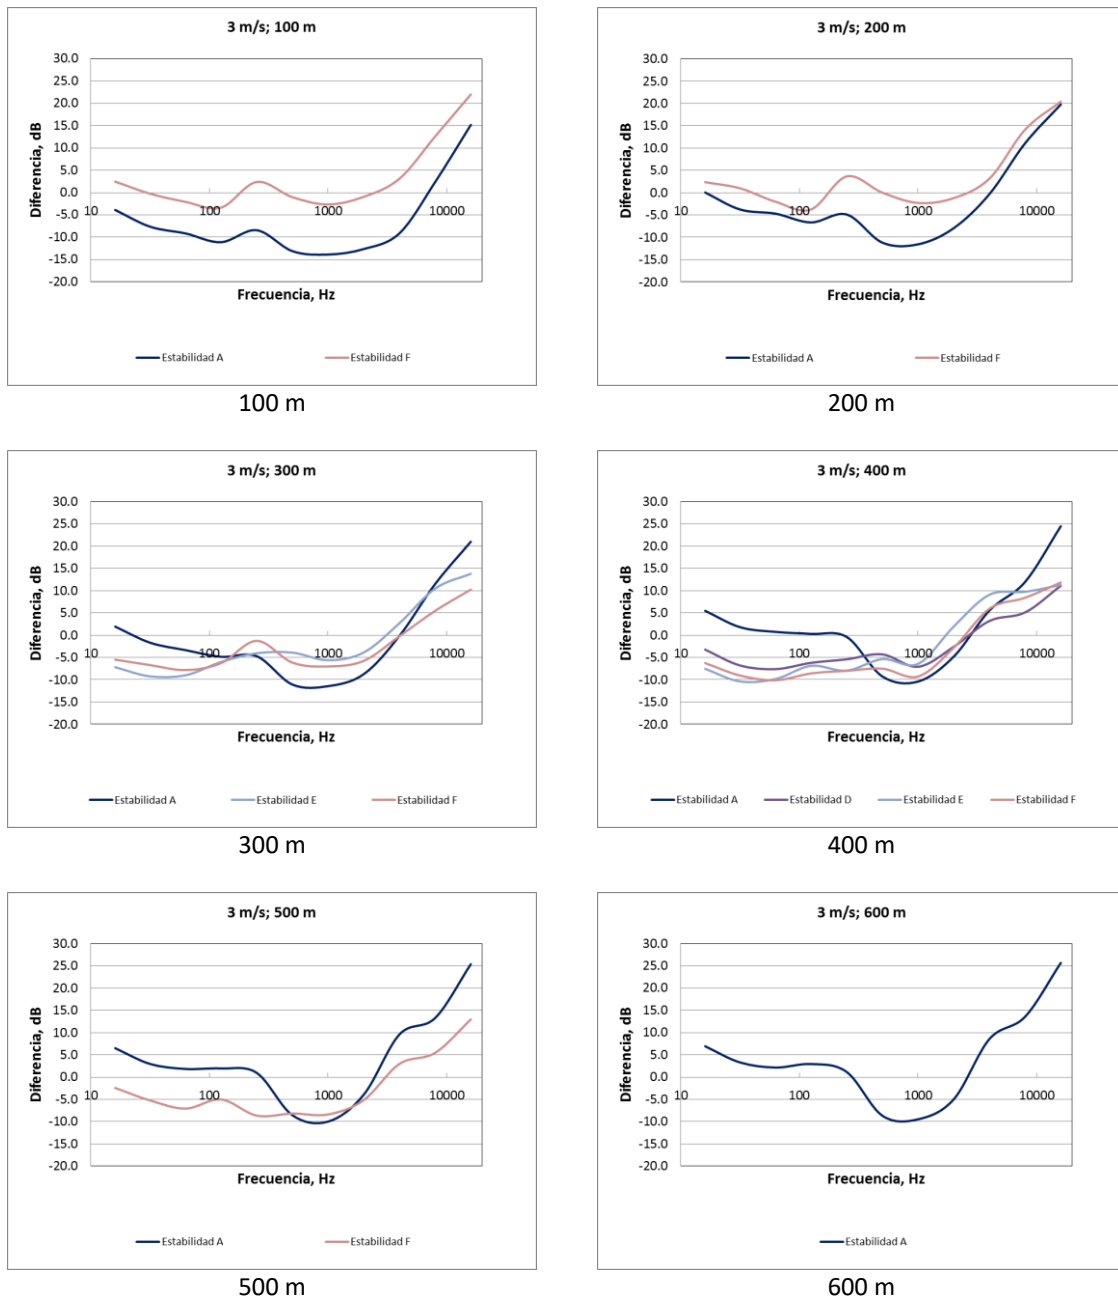 3 m/s; 100 m
30.0
25.0
20.0
15.0
10.0
5.0
0.0
-5.0
-10.0
-15.0
-20.0
10
100
1000
10000
Diferencia, dB
Frecuencia, Hz
Estabilidad A
Estabilidad F
100 m
3 m/s; 200 m
30.0
25.0
20.0
15.0
10.0
5.0
0.0
-5.0
-10.0
-15.0
-20.0
10
100
1000
10000
Diferencia, dB
Frecuencia, Hz
Estabilidad A
Estabilidad F
200 m
3 m/s; 300 m
30.0
25.0
20.0
15.0
10.0
5.0
0.0
-5.0
-10.0
-15.0
-20.0
10
100
1000
10000
Diferencia, dB
Frecuencia, Hz
Estabilidad A
Estabilidad E
Estabilidad F
300 m
3 m/s; 400 m
30.0
25.0
20.0
15.0
10.0
5.0
0.0
-5.0
-10.0
-15.0
-20.0
10
100
1000
10000
Diferencia, dB
Frecuencia, Hz
Estabilidad A
Estabilidad D
Estabilidad E
Estabilidad F
400 m
3 m/s; 500 m
30.0
25.0
20.0
15.0
10.0
5.0
0.0
-5.0
-10.0
-15.0
-20.0
10
100
1000
10000
Diferencia, dB
Frecuencia, Hz
Estabilidad A
Estabilidad F
500 m
3 m/s; 600 m
30.0
25.0
20.0
15.0
10.0
5.0
0.0
-5.0
-10.0
-15.0
-20.0
10
100
1000
10000
Diferencia, dB
Frecuencia, Hz
Estabilidad A
600 m